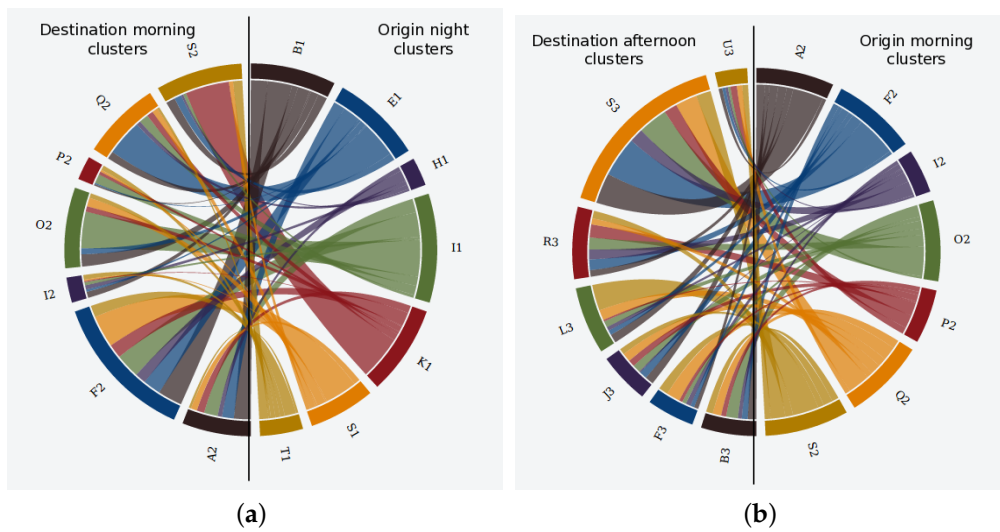 Destination morning
clusters
Origin night
clusters
S2
B1
Q2
E1
P2
H1
O2
I1
I2
K1
F2
S1
A2
T1
(a)
Destination afternoon
clusters
Origin morning
clusters
U3
A2
S3
F2
I2
R3
O2
L3
P2
J3
Q2
F3
B3
S2
(b)